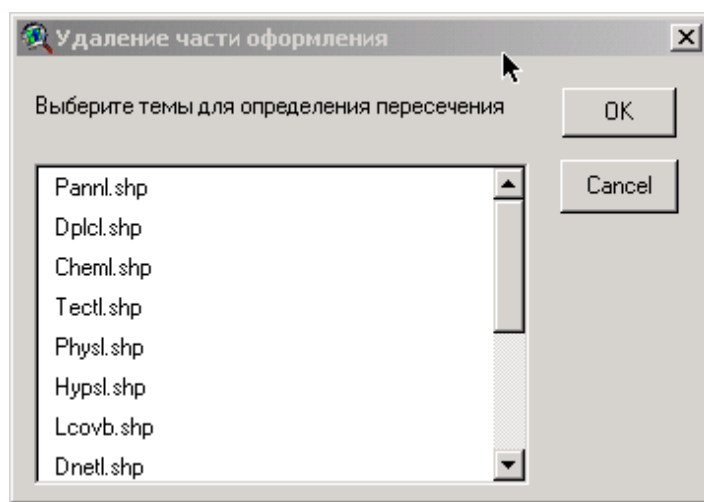 Удаление части оформления
Выберите темы для определения пересечения
OK
Cancel
Pannl.shp
Dplcl.shp
Cheml.shp
Tectl.shp
Physl.shp
Hypsl.shp
Lcovb.shp
Dnetl.shp